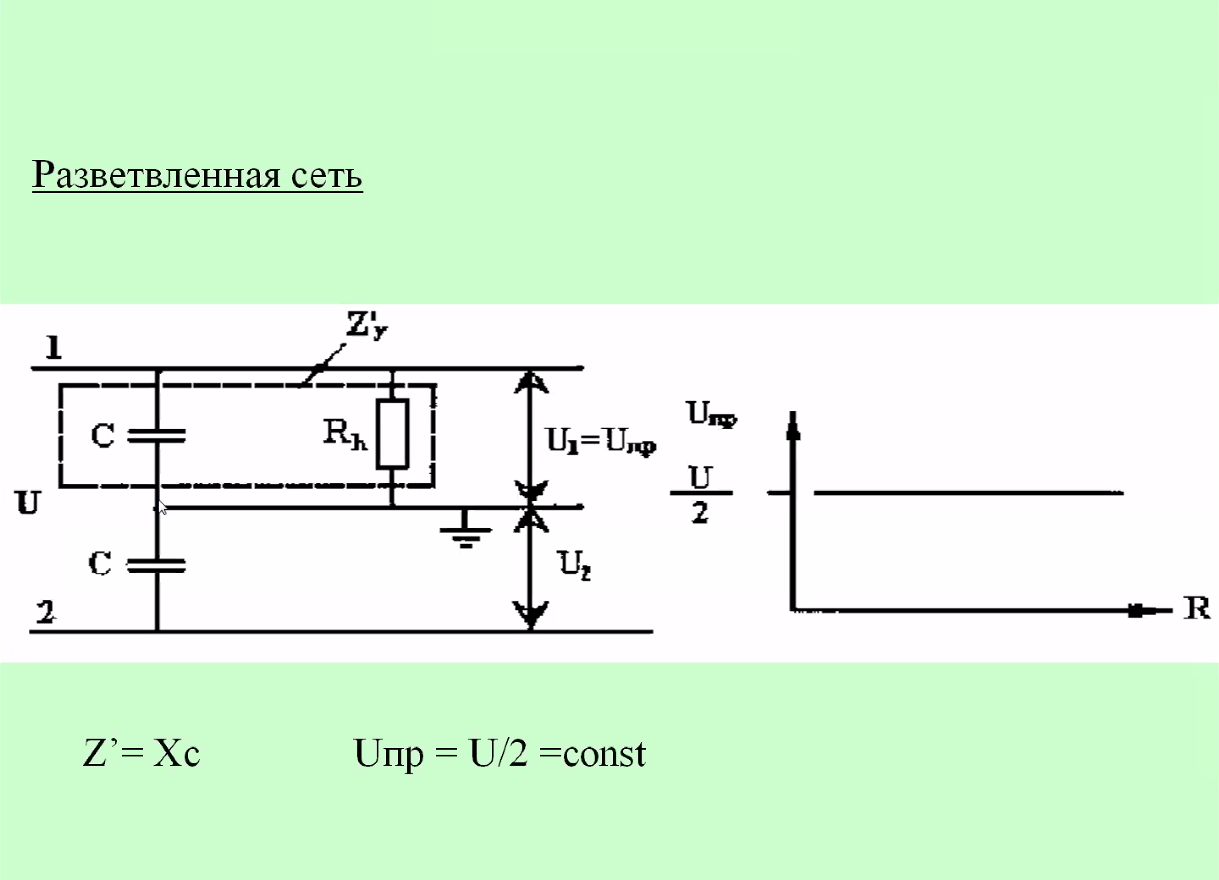 Разветвленная сеть
Z'у
1
C
Rh
U1=Uпр
Uпр
U
2
U
C
U2
2
R
Z’= Xc
Uпр = U/2 =const